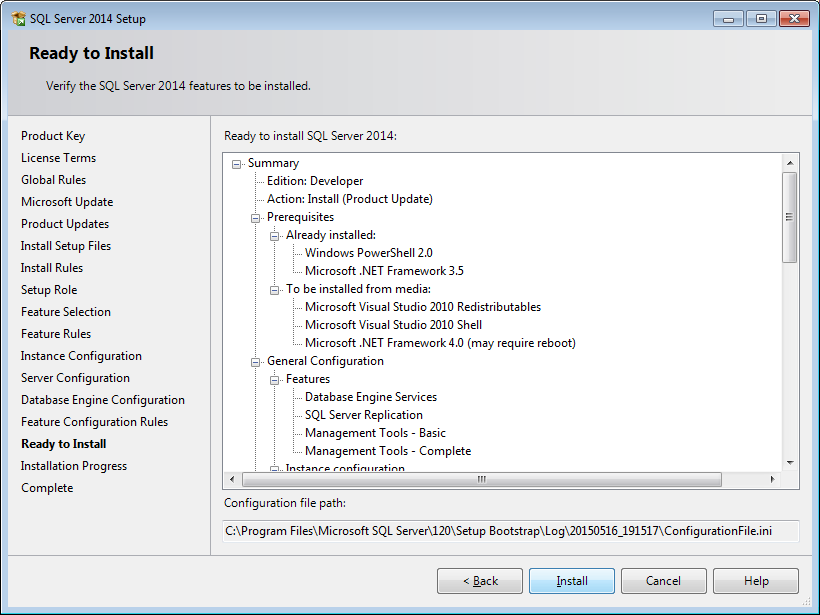 SQL Server 2014 Setup
Ready to Install
Verify the SQL Server 2014 features to be installed.
Product Key
License Terms
Global Rules
Microsoft Update
Product Updates
Install Setup Files
Install Rules
Setup Role
Feature Selection
Feature Rules
Instance Configuration
Server Configuration
Database Engine Configuration
Feature Configuration Rules
Ready to Install
Installation Progress
Complete
Ready to install SQL Server 2014:
Summary
Edition: Developer
Action: Install (Product Update)
Prerequisites
Already installed:
Windows PowerShell 2.0
Microsoft .NET Framework 3.5
To be installed from media:
Microsoft Visual Studio 2010 Redistributables
Microsoft Visual Studio 2010 Shell
Microsoft .NET Framework 4.0 (may require reboot)
General Configuration
Features
Database Engine Services
SQL Server Replication
Management Tools - Basic
Management Tools - Complete
Instance configuration
Configuration file path:
C:\Program Files\Microsoft SQL Server\120\Setup Bootstrap\Log\20150516_191517\ConfigurationFile.ini
< Back
Install
Cancel
Help